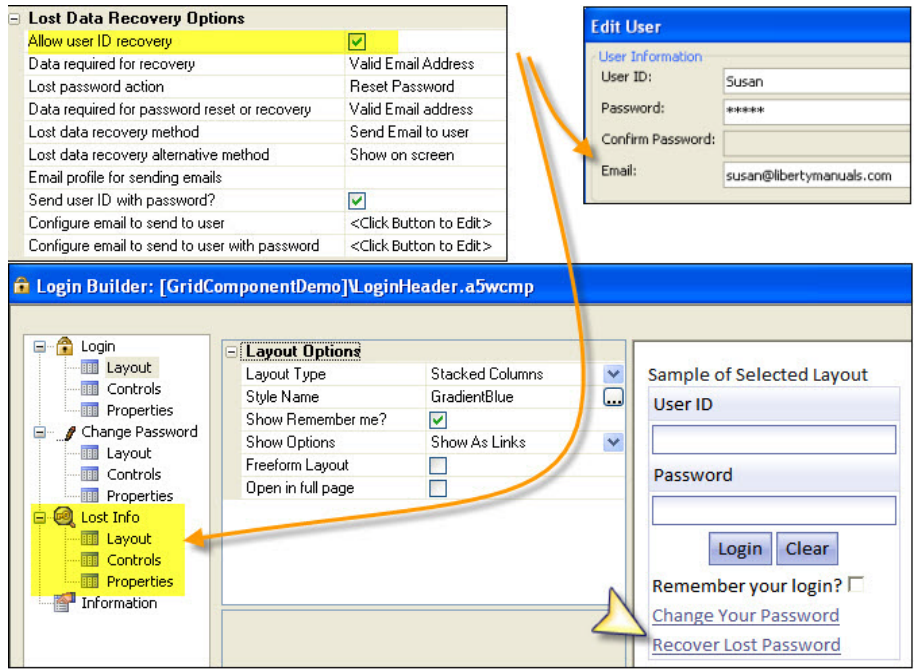 Lost Data Recovery Options
Allow user ID recovery
Data required for recovery Valid Email Address
Lost password action Reset Password
Data required for password reset or recovery Valid Email address
Lost data recovery method Send Email to user
Lost data recovery alternative method Show on screen
Email profile for sending emails
Send user ID with password?
Configure email to send to user <Click Button to Edit>
Configure email to send to user with password <Click Button to Edit>
Edit User
User Information
User ID: Susan
Password: *****
Confirm Password:
Email: susan@libertymanuals.com
Login Builder: [GridComponentDemo]\LoginHeader.a5wcmp
Login
Layout
Controls
Properties
Change Password
Layout
Controls
Properties
Lost Info
Layout
Controls
Properties
Information
Layout Options
Layout Type Stacked Columns
Style Name GradientBlue ...
Show Remember me?
Show Options Show As Links
Freeform Layout
Open in full page
Sample of Selected Layout
User ID
Password
Login Clear
Remember your login?
Change Your Password
Recover Lost Password